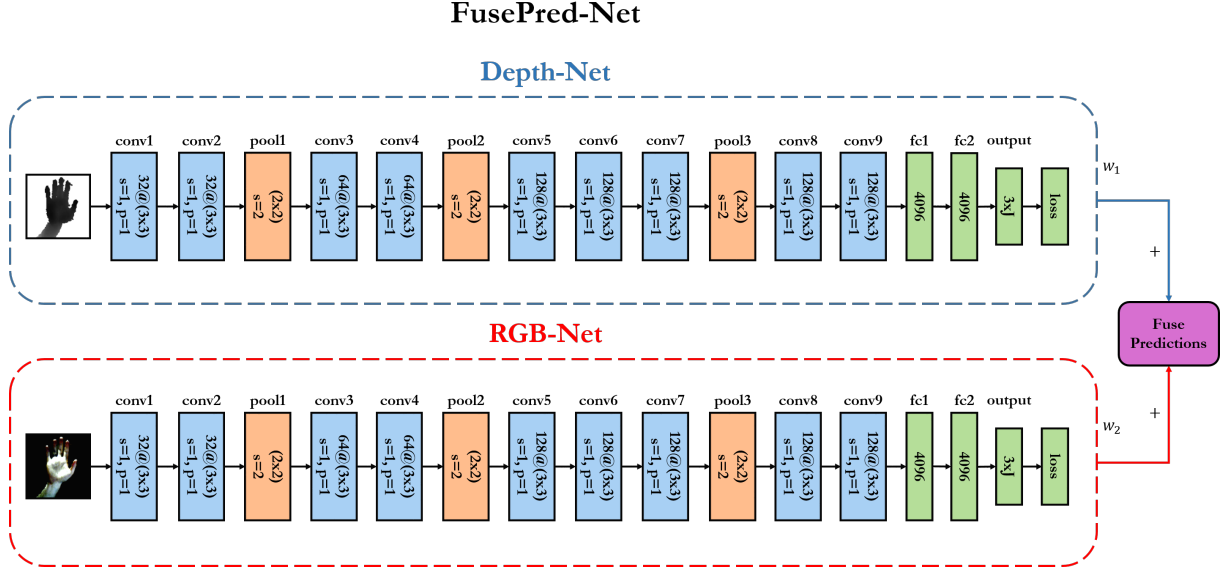 FusePred-Net
Depth-Net
conv1 conv2 pool1 conv3 conv4 pool2 conv5 conv6 conv7 pool3 conv8 conv9 fc1 fc2 output
32@(3x3)
s=1, p=1
32@(3x3)
s=1, p=1
(2x2)
s=2
64@(3x3)
s=1, p=1
64@(3x3)
s=1, p=1
(2x2)
s=2
128@(3x3)
s=1, p=1
128@(3x3)
s=1, p=1
128@(3x3)
s=1, p=1
(2x2)
s=2
128@(3x3)
s=1, p=1
128@(3x3)
s=1, p=1
4096
4096
3xJ
loss
w1
+
Fuse
Predictions
RGB-Net
conv1 conv2 pool1 conv3 conv4 pool2 conv5 conv6 conv7 pool3 conv8 conv9 fc1 fc2 output
32@(3x3)
s=1, p=1
32@(3x3)
s=1, p=1
(2x2)
s=2
64@(3x3)
s=1, p=1
64@(3x3)
s=1, p=1
(2x2)
s=2
128@(3x3)
s=1, p=1
128@(3x3)
s=1, p=1
128@(3x3)
s=1, p=1
(2x2)
s=2
128@(3x3)
s=1, p=1
128@(3x3)
s=1, p=1
4096
4096
3xJ
loss
w2
+